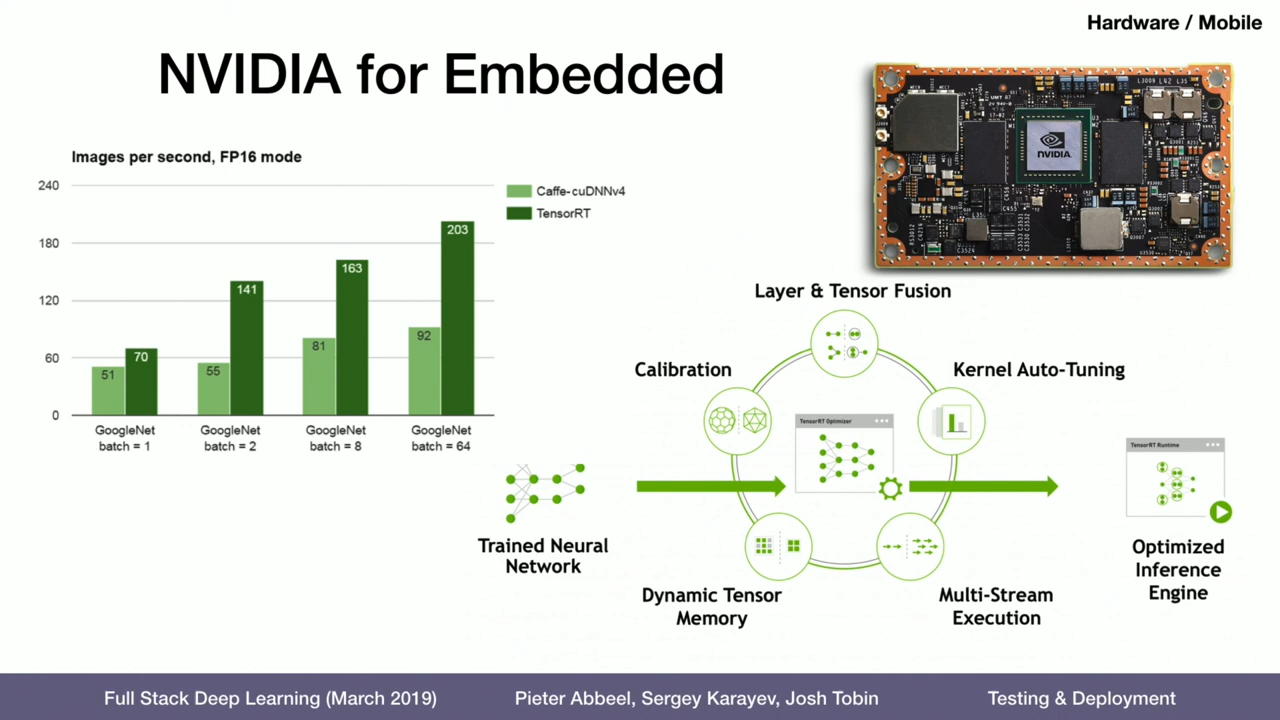 Hardware / Mobile
NVIDIA for Embedded
Images per second, FP16 mode
240
180
120
60
0
Caffe-cuDNNv4
TensorRT
51
70
55
141
81
163
92
203
GoogleNet
batch = 1
GoogleNet
batch = 2
GoogleNet
batch = 8
GoogleNet
batch = 64
NVIDIA
Layer & Tensor Fusion
Calibration
Kernel Auto-Tuning
TensorRT Optimizer
TensorRT Runtime
Trained Neural
Network
Dynamic Tensor
Memory
Multi-Stream
Execution
Optimized
Inference
Engine
Full Stack Deep Learning (March 2019)
Pieter Abbeel, Sergey Karayev, Josh Tobin
Testing & Deployment